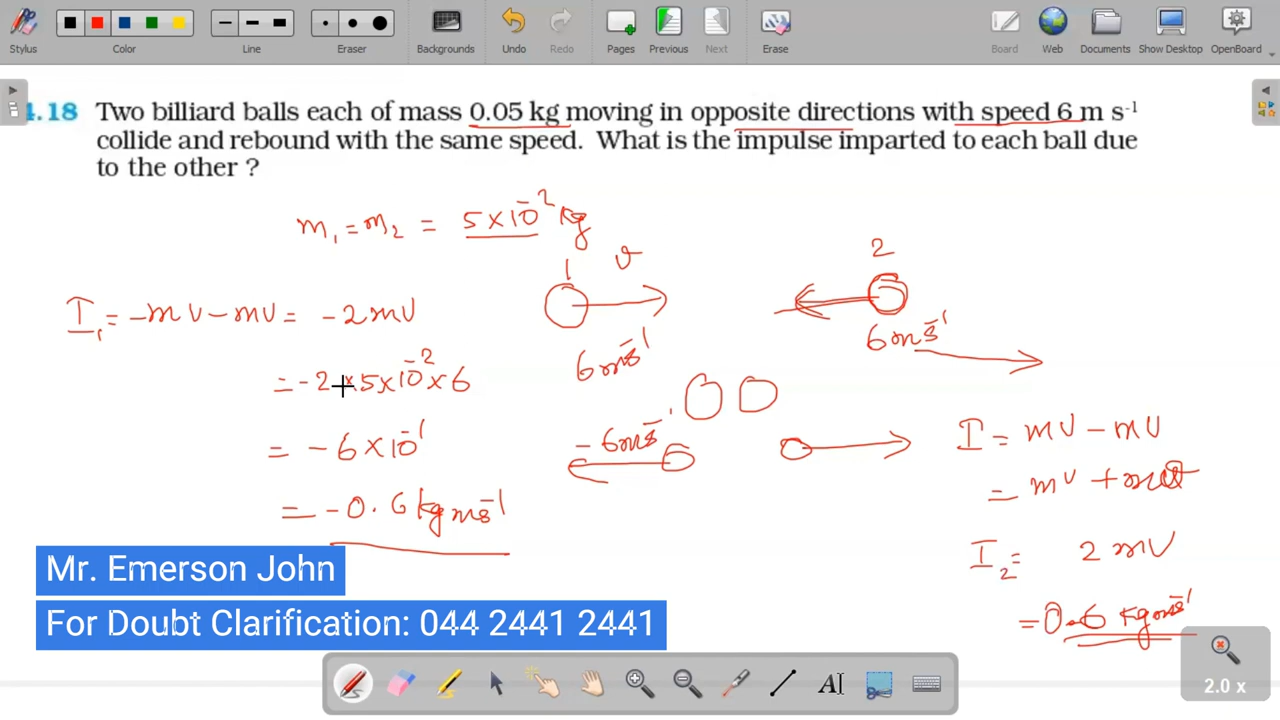 Stylus Color Line Eraser Backgrounds Undo Redo Pages Previous Next Erase Board Web Documents Show Desktop OpenBoard
4.18 Two billiard balls each of mass 0.05 kg moving in opposite directions with speed 6 m s⁻¹
collide and rebound with the same speed. What is the impulse imparted to each ball due
to the other ?
m₁ = m₂ = 5×10⁻² kg
1 v 2
I₁ = -mv - mv = -2mv
6ms⁻¹ 6ms⁻¹
= -2×5×10⁻²×6
= -6×10⁻¹
-6ms⁻¹
I = mv - mv
= mv +
= -0.6 kgms⁻¹
I₂ = 2mv
= 0.6 kgms⁻¹
Mr. Emerson John
For Doubt Clarification: 044 2441 2441
2.0 x